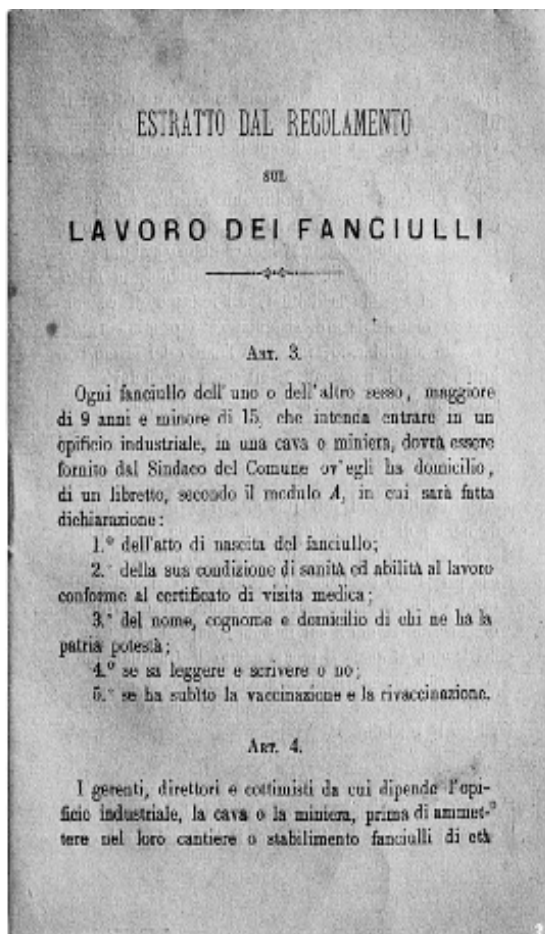 ESTRATTO DAL REGOLAMENTO
SUL
LAVORO DEI FANCIULLI
ART. 3.
Ogni fanciullo dell'uno o dell'altro sesso, maggiore
di 9 anni e minore di 15, che intenda entrare in un
opificio industriale, in una cava o miniera, dovrà essere
fornito dal Sindaco del Comune ov'egli ha domicilio,
di un libretto, secondo il modulo A, in cui sarà fatta
dichiarazione:
1.° dell'atto di nascita del fanciullo;
2.° della sua condizione di sanità ed abilità al lavoro
conforme al certificato di visita medica;
3.° del nome, cognome e domicilio di chi ne ha la
patria potestà;
4.° se sa leggere e scrivere o no;
5.° se ha subìto la vaccinazione e la rivaccinazione.
ART. 4.
I gerenti, direttori e cottimisti da cui dipende l'opi-
ficio industriale, la cava o la miniera, prima di ammet-
tere nel loro cantiere o stabilimento fanciulli di età